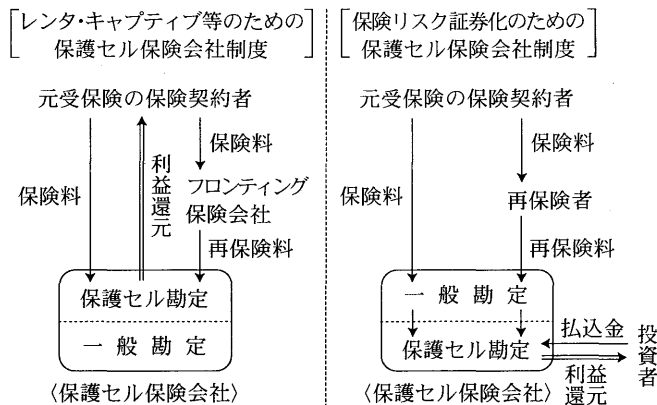 レンタ・キャプティブ等のための
保護セル保険会社制度
元受保険の保険契約者
保険料
利益還元
保険料
フロンティング
保険会社
再保険料
保護セル勘定
一般勘定
〈保護セル保険会社〉
保険リスク証券化のための
保護セル保険会社制度
元受保険の保険契約者
保険料
保険料
再保険者
再保険料
一般勘定
保護セル勘定
払込金
利益
還元
投資者
〈保護セル保険会社〉